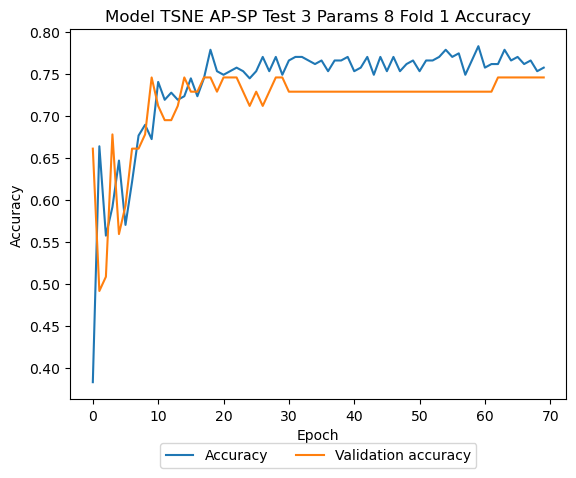 Model TSNE AP-SP Test 3 Params 8 Fold 1 Accuracy
0.80
0.75
0.70
0.65
0.60
0.55
0.50
0.45
0.40
Accuracy
0 10 20 30 40 50 60 70
Epoch
Accuracy Validation accuracy